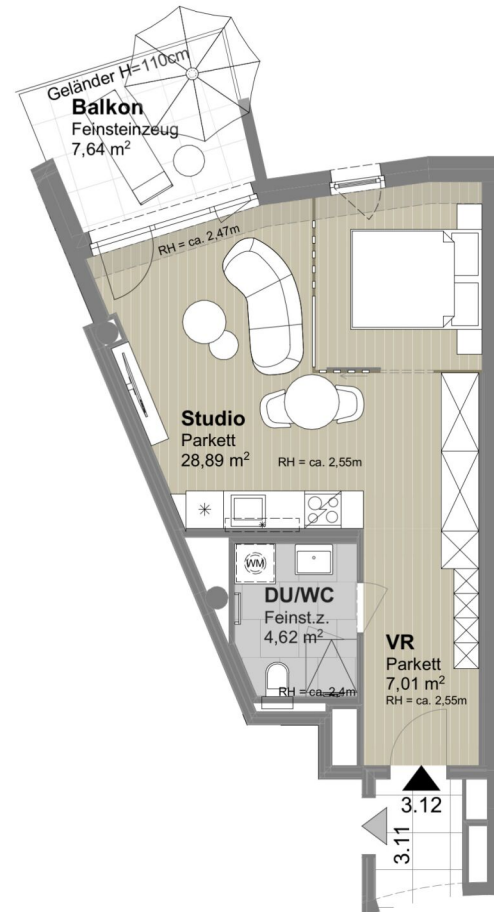 Geländer H=110cm
Balkon
Feinsteinzeug
7,64 m²
RH = ca. 2,47m
Studio
Parkett
28,89 m²
RH = ca. 2,55m
WM
DU/WC
Feinst.z.
4,62 m²
RH = ca. 2,4m
VR
Parkett
7,01 m²
RH = ca. 2,55m
3.12
3.11